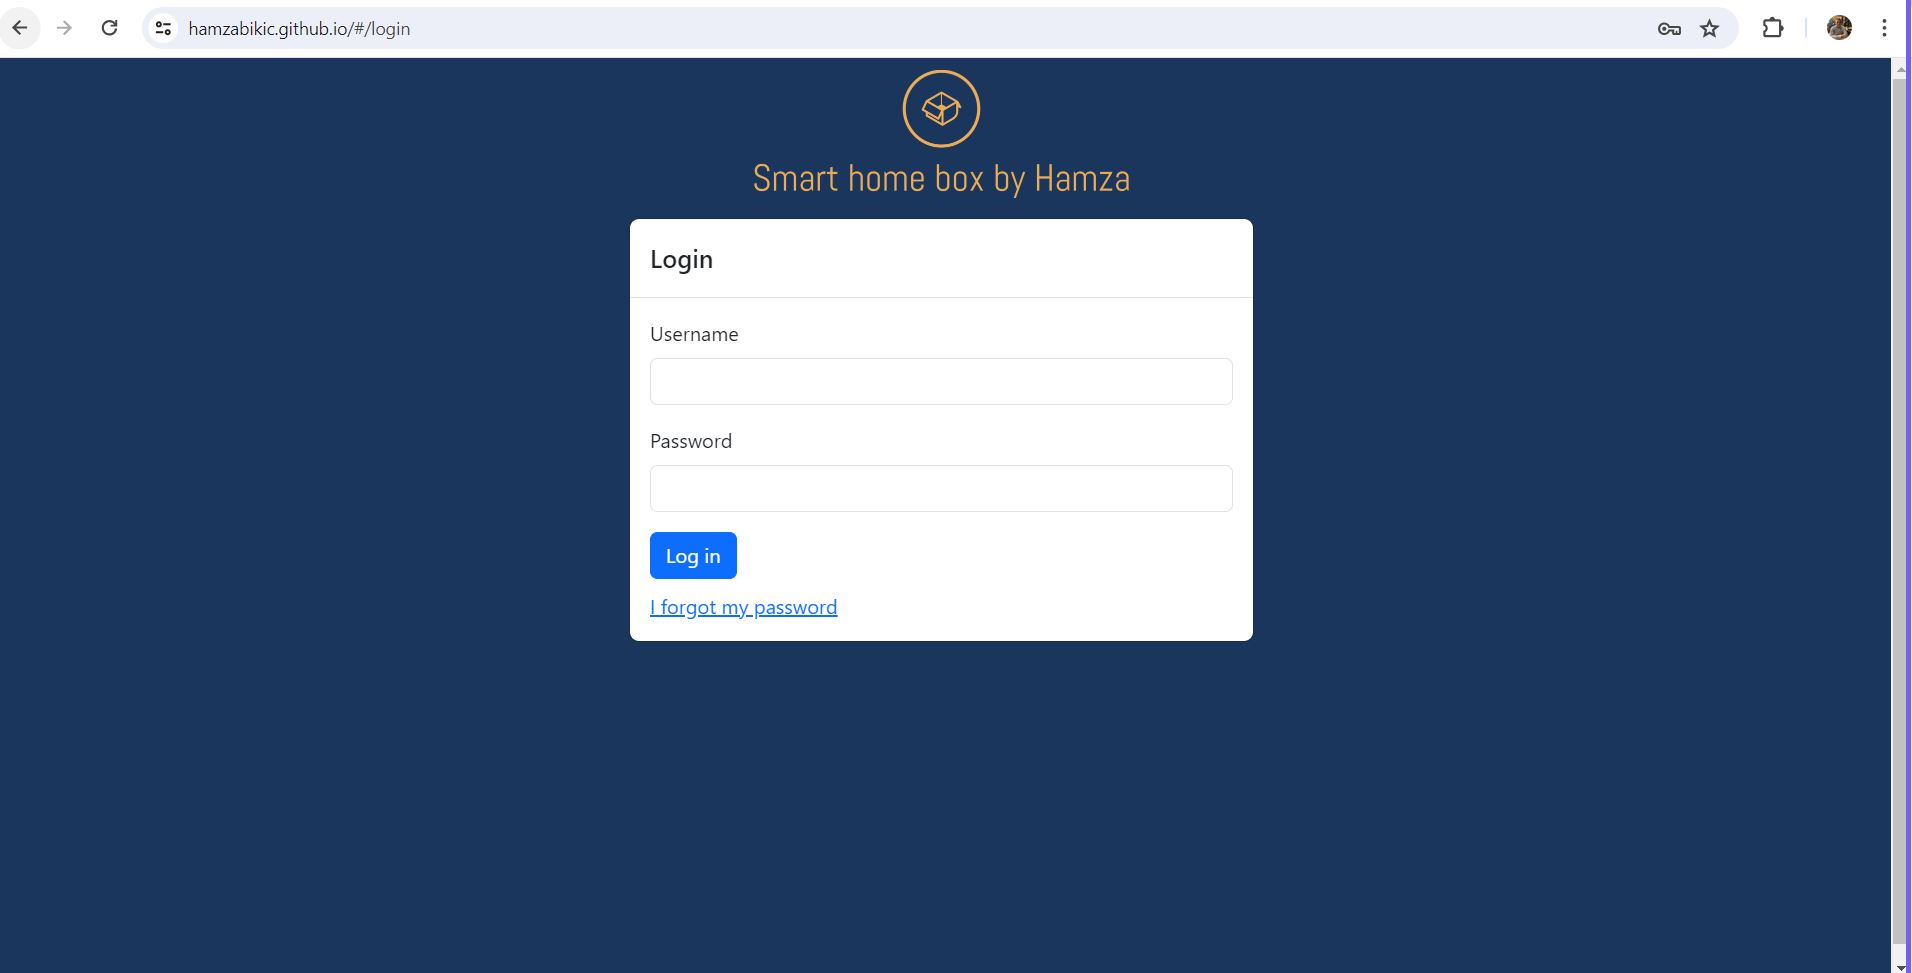 hamzabikic.github.io/#/login
Smart home box by Hamza
Login
Username
Password
Log in
I forgot my password